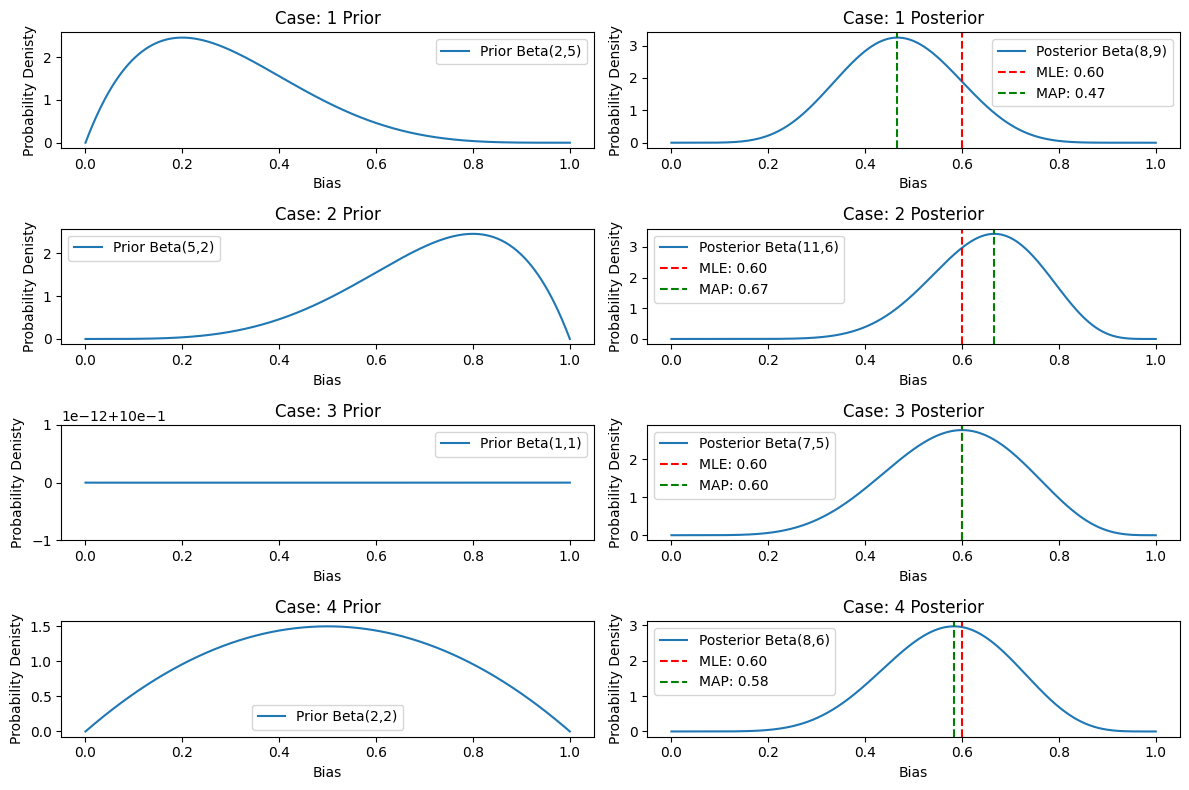 Case: 1 Prior
Probability Denisty
2
1
0
Prior Beta(2,5)
0.0 0.2 0.4 0.6 0.8 1.0
Bias
Case: 1 Posterior
Probability Density
3
2
1
0
Posterior Beta(8,9)
MLE: 0.60
MAP: 0.47
0.0 0.2 0.4 0.6 0.8 1.0
Bias
Case: 2 Prior
Probability Denisty
2
1
0
Prior Beta(5,2)
0.0 0.2 0.4 0.6 0.8 1.0
Bias
Case: 2 Posterior
Probability Density
3
2
1
0
Posterior Beta(11,6)
MLE: 0.60
MAP: 0.67
0.0 0.2 0.4 0.6 0.8 1.0
Bias
Case: 3 Prior
1e−12+10e−1
Probability Denisty
1
0
−1
Prior Beta(1,1)
0.0 0.2 0.4 0.6 0.8 1.0
Bias
Case: 3 Posterior
Probability Density
2
1
0
Posterior Beta(7,5)
MLE: 0.60
MAP: 0.60
0.0 0.2 0.4 0.6 0.8 1.0
Bias
Case: 4 Prior
Probability Denisty
1.5
1.0
0.5
0.0
Prior Beta(2,2)
0.0 0.2 0.4 0.6 0.8 1.0
Bias
Case: 4 Posterior
Probability Density
3
2
1
0
Posterior Beta(8,6)
MLE: 0.60
MAP: 0.58
0.0 0.2 0.4 0.6 0.8 1.0
Bias